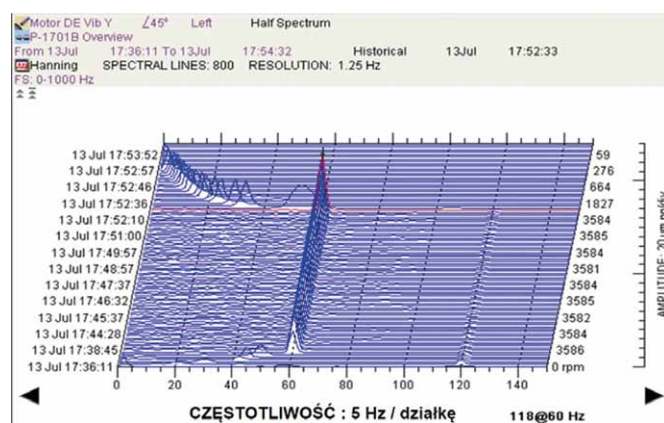 Motor DE Vib Y ∠45° Left Half Spectrum
P-1701B Overview
From 13Jul 17:36:11 To 13Jul 17:54:32 Historical 13Jul 17:52:33
Hanning SPECTRAL LINES: 800 RESOLUTION: 1.25 Hz
FS: 0-1000 Hz
13 Jul 17:53:52 59
13 Jul 17:52:57 276
13 Jul 17:52:46 664
13 Jul 17:52:36 1827
13 Jul 17:52:10 3584
13 Jul 17:51:00 3585
13 Jul 17:49:57 3584
13 Jul 17:48:57 3581
13 Jul 17:47:37 3584
13 Jul 17:46:32 3585
13 Jul 17:45:37 3582
13 Jul 17:44:28 3584
13 Jul 17:38:45 3586
13 Jul 17:36:11 0 rpm
0 20 40 60 80 100 120 140
AMPLITUDE: 20 μm
CZĘSTOTLIWOŚĆ : 5 Hz / działkę 118@60 Hz